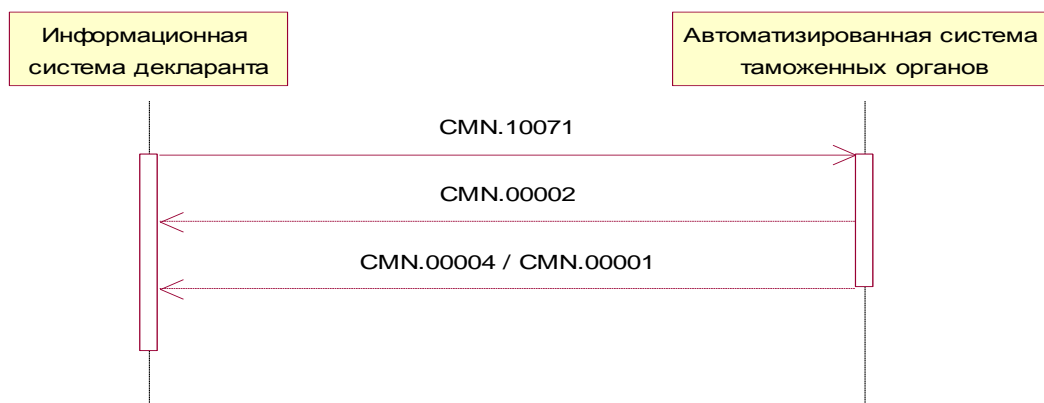 Информационная
система декларанта
Автоматизированная система
таможенных органов
CMN.10071
CMN.00002
CMN.00004 / CMN.00001